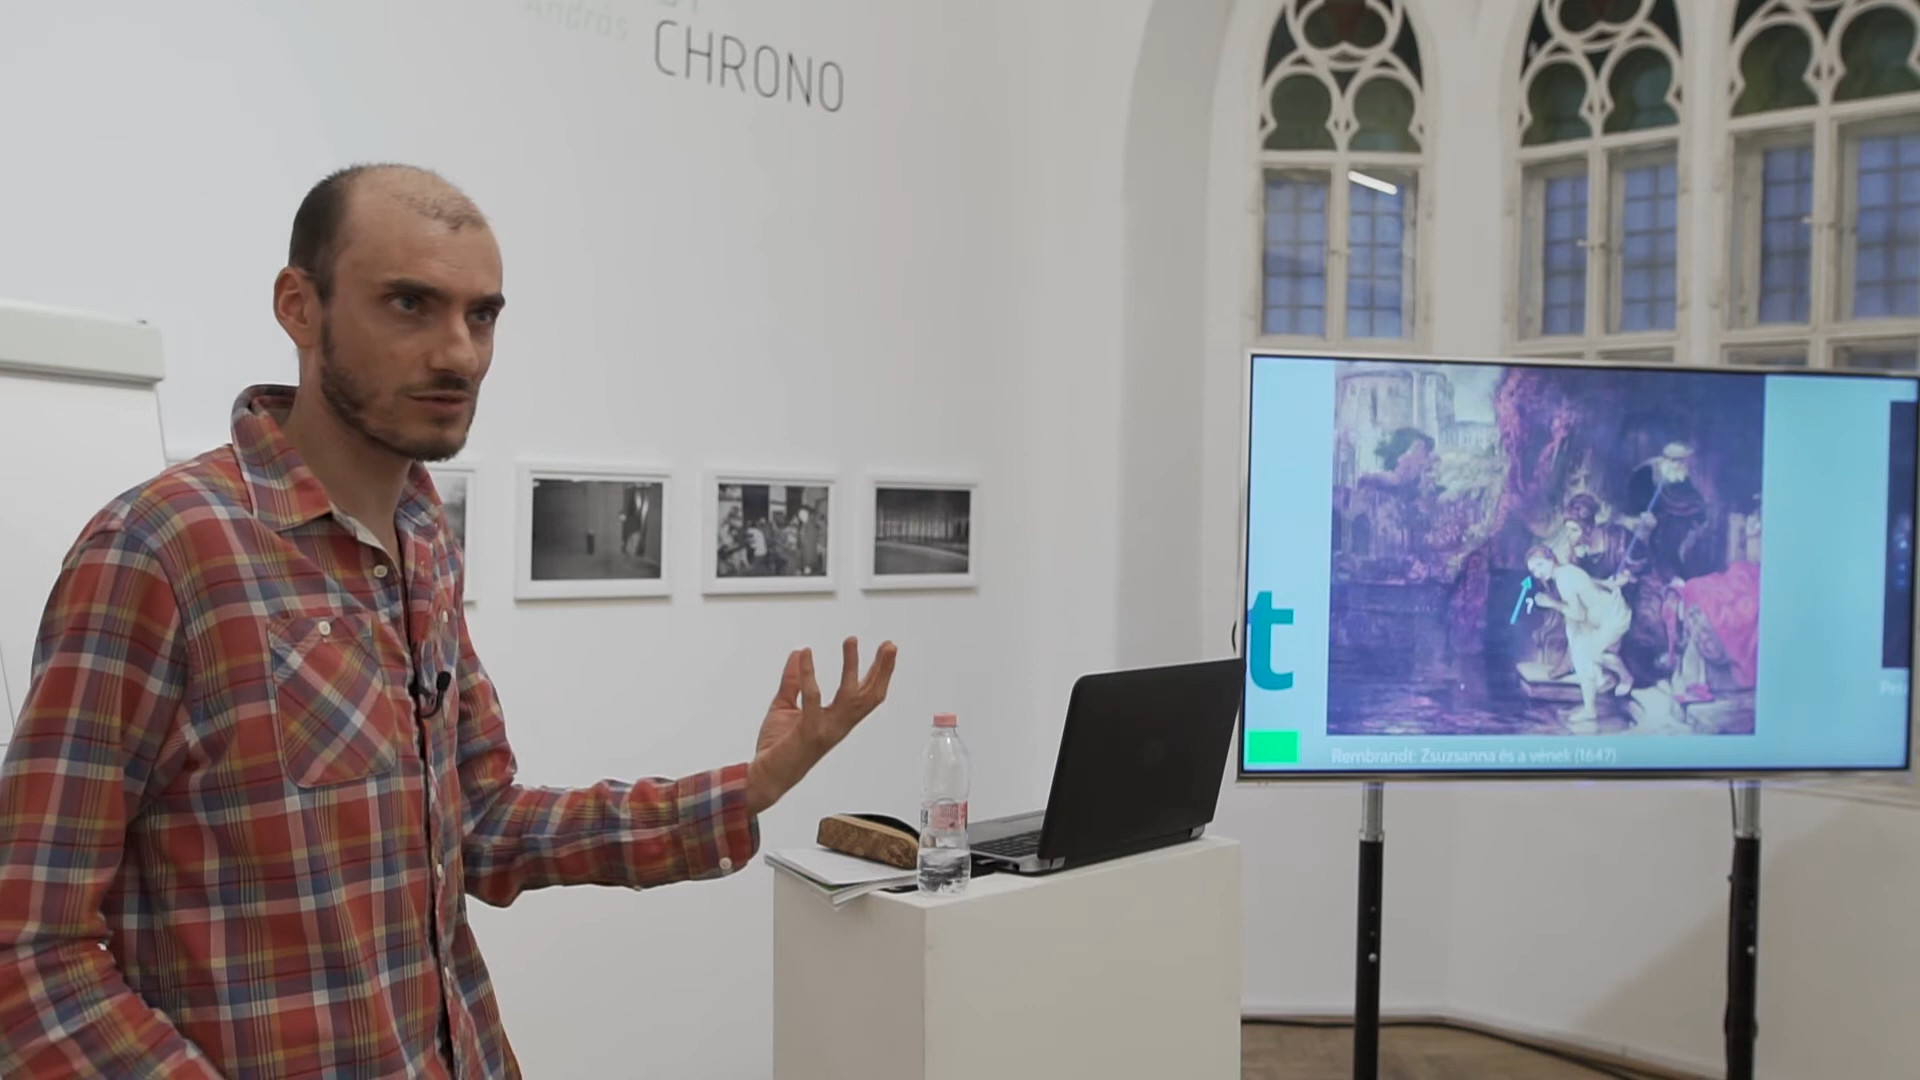 András
CHRONO
t
?
Rembrandt: Zsuzsanna és a vének (1647)